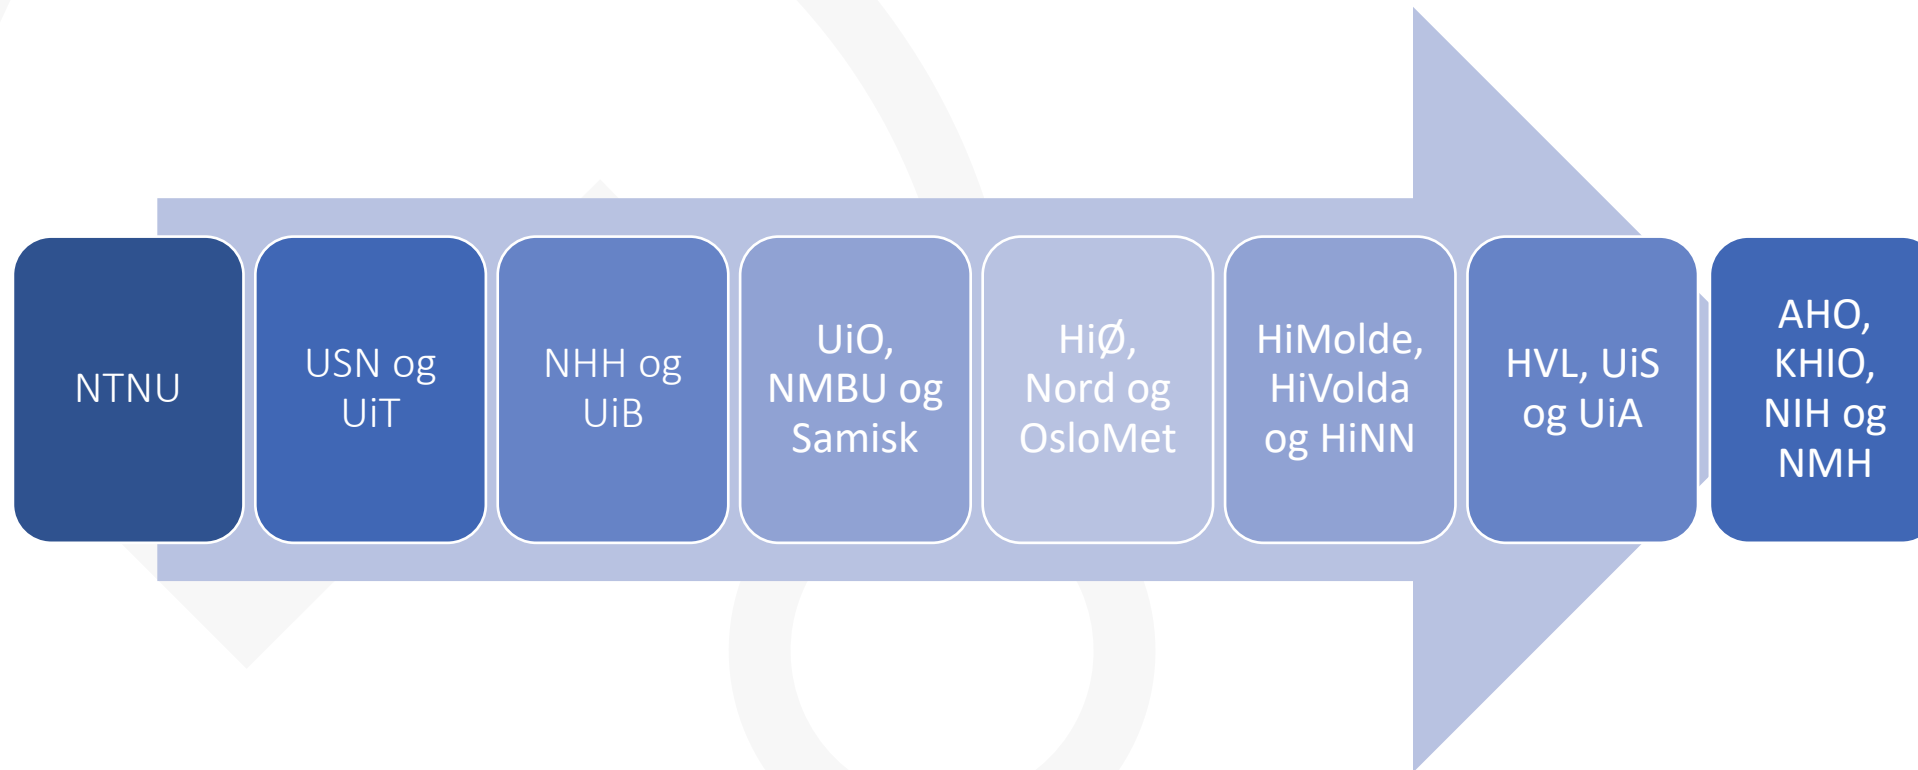 NTNU
USN og
UiT
NHH og
UiB
UiO,
NMBU og
Samisk
HiØ,
Nord og
OsloMet
HiMolde,
HiVolda
og HiNN
HVL, UiS
og UiA
AHO,
KHIO,
NIH og
NMH